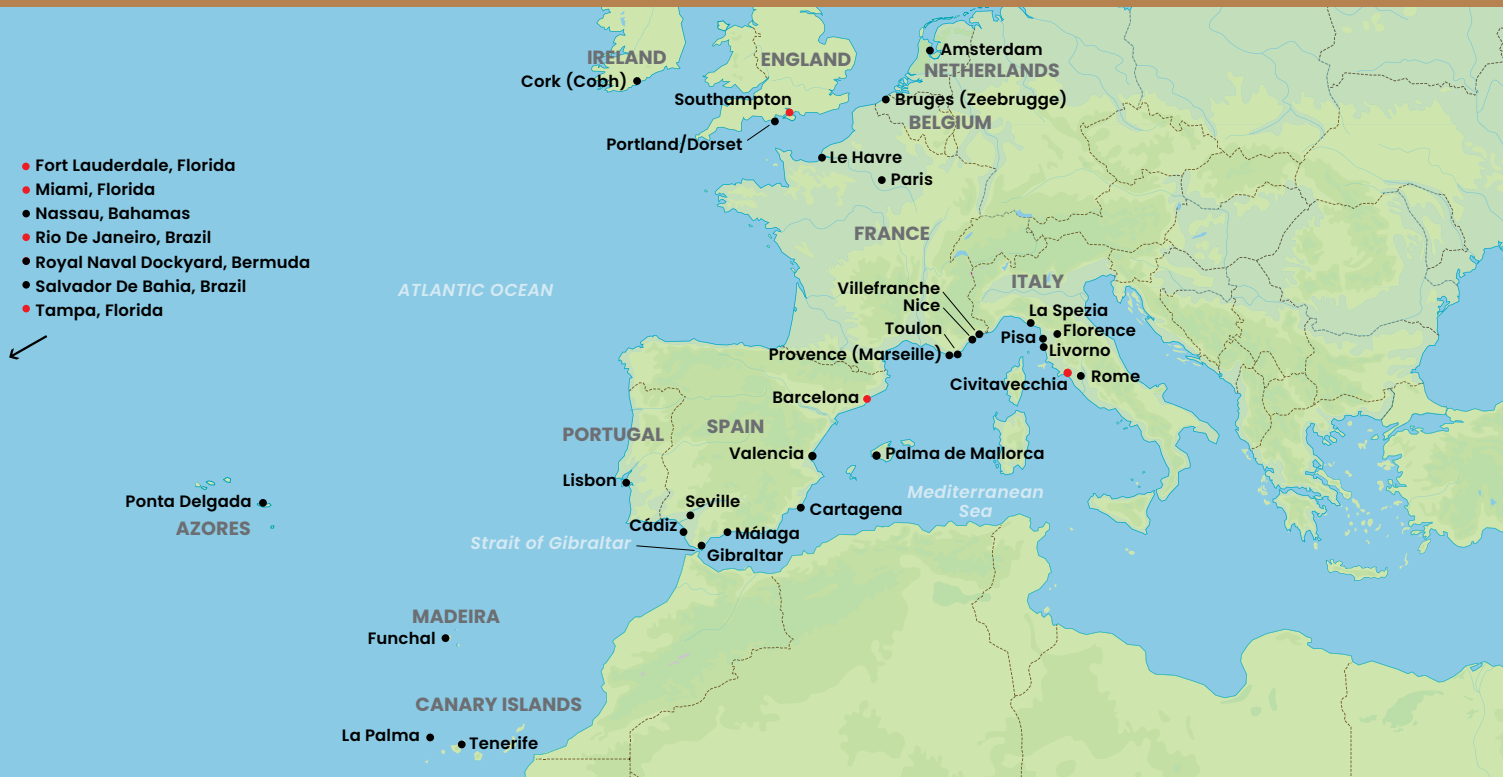 IRELAND
ENGLAND
Amsterdam
NETHERLANDS
Cork (Cobh)
Southampton
Bruges (Zeebrugge)
BELGIUM
Portland/Dorset
Le Havre
Paris
Fort Lauderdale, Florida
Miami, Florida
Nassau, Bahamas
Rio De Janeiro, Brazil
Royal Naval Dockyard, Bermuda
Salvador De Bahia, Brazil
Tampa, Florida
FRANCE
ATLANTIC OCEAN
ITALY
Villefranche
Nice
Toulon
Provence (Marseille)
La Spezia
Florence
Pisa
Livorno
Civitavecchia
Rome
Barcelona
PORTUGAL
SPAIN
Valencia
Palma de Mallorca
Lisbon
Seville
Cádiz
Málaga
Cartagena
Mediterranean
Sea
Strait of Gibraltar
Gibraltar
Ponta Delgada
AZORES
MADEIRA
Funchal
CANARY ISLANDS
La Palma
Tenerife